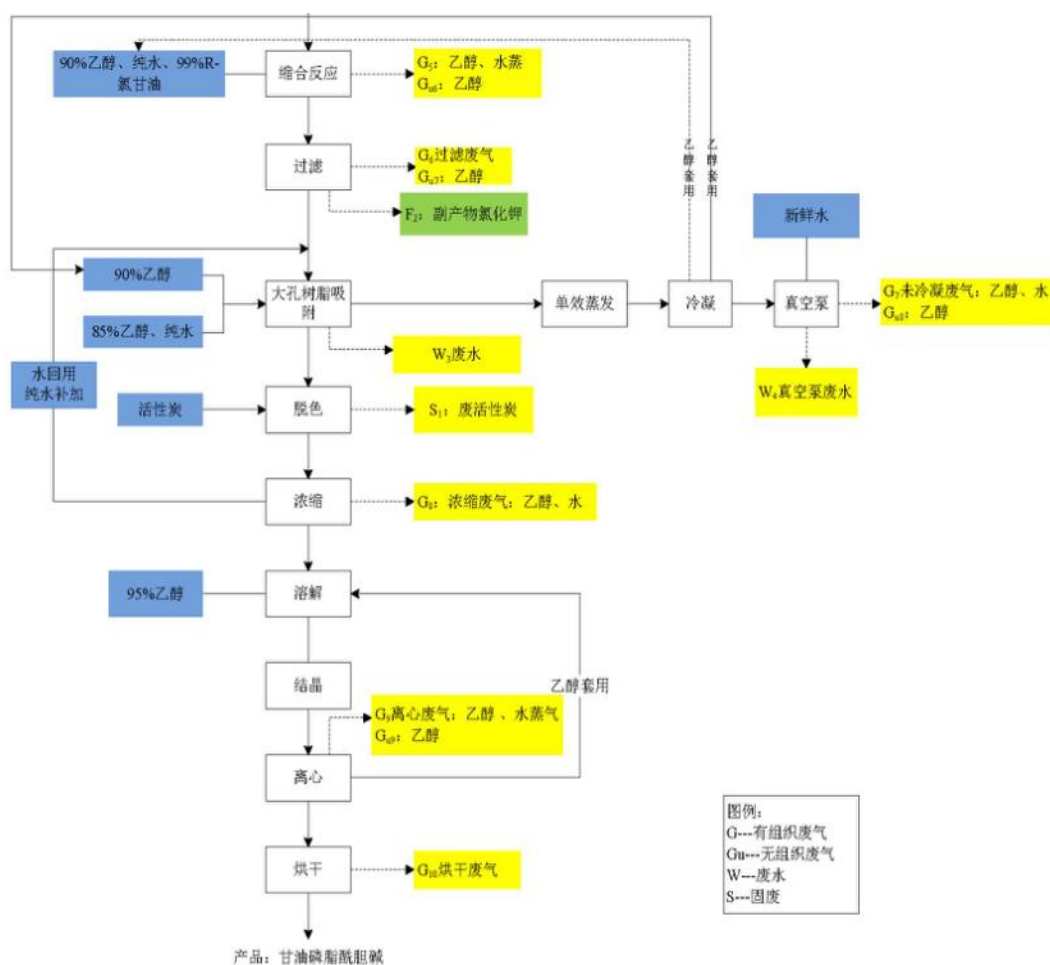 90%乙醇、纯水、99%R-
氯甘油
缩合反应
G5：乙醇、水蒸
Gu6：乙醇
过滤
G6过滤废气
Gu7：乙醇
F2：副产物氯化钾
乙醇套用
乙醇套用
新鲜水
90%乙醇
85%乙醇、纯水
大孔树脂吸
附
单效蒸发
冷凝
真空泵
G7未冷凝废气：乙醇、水
Gu8：乙醇
W3废水
W4真空泵废水
水回用
纯水补加
活性炭
脱色
S1：废活性炭
浓缩
G8：浓缩废气：乙醇、水
95%乙醇
溶解
结晶
乙醇套用
G9离心废气：乙醇、水蒸气
Gu9：乙醇
离心
烘干
G10烘干废气
产品：甘油磷脂酰胆碱
图例：
G---有组织废气
Gu---无组织废气
W---废水
S---固废